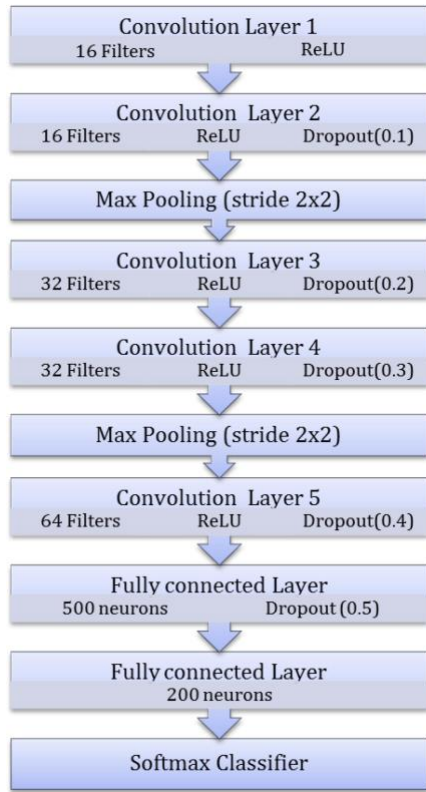 Convolution Layer 1
16 Filters ReLU
Convolution Layer 2
16 Filters ReLU Dropout(0.1)
Max Pooling (stride 2x2)
Convolution Layer 3
32 Filters ReLU Dropout(0.2)
Convolution Layer 4
32 Filters ReLU Dropout(0.3)
Max Pooling (stride 2x2)
Convolution Layer 5
64 Filters ReLU Dropout(0.4)
Fully connected Layer
500 neurons Dropout (0.5)
Fully connected Layer
200 neurons
Softmax Classifier